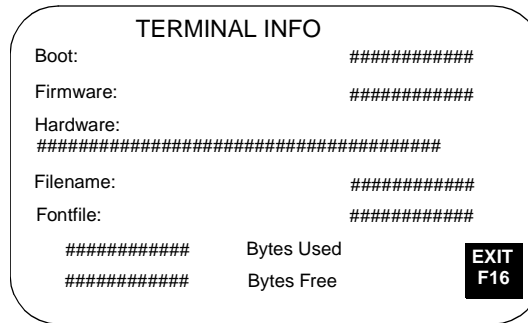 TERMINAL INFO
Boot: ############
Firmware: ############
Hardware:
#######################################
Filename: ############
Fontfile: ############
############ Bytes Used
############ Bytes Free
EXIT
F16